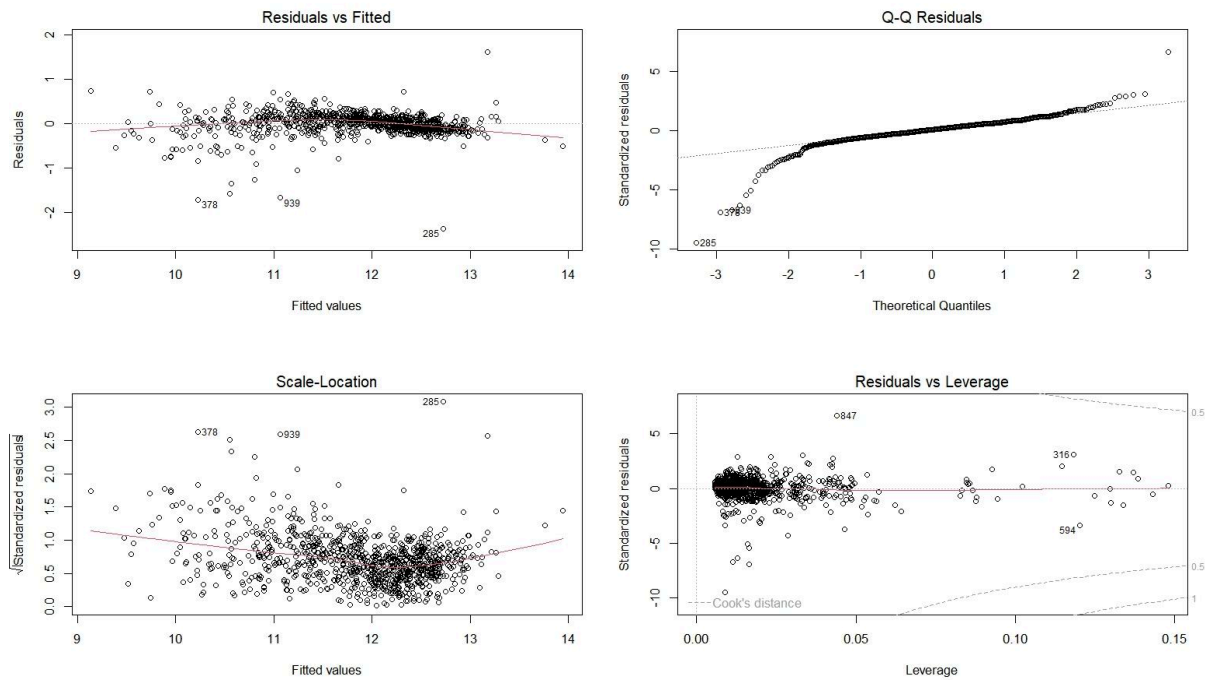 Residuals vs Fitted
2
1
0
-1
-2
Residuals
378
939
285
9 10 11 12 13 14
Fitted values
Q-Q Residuals
5
0
-5
-10
Standardized residuals
378
939
285
-3 -2 -1 0 1 2 3
Theoretical Quantiles
Scale-Location
3.0
2.5
2.0
1.5
1.0
0.5
0.0
√|Standardized residuals|
285
378
939
9 10 11 12 13 14
Fitted values
Residuals vs Leverage
5
0
-5
-10
Standardized residuals
847
316
594
0.5
0.5
1
Cook's distance
0.00 0.05 0.10 0.15
Leverage